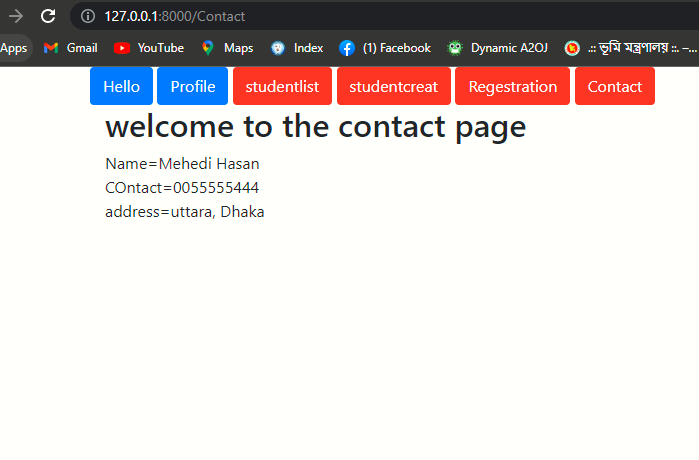 127.0.0.1:8000/Contact
Apps Gmail YouTube Maps Index (1) Facebook Dynamic A2OJ .:: ভূমি মন্ত্রণালয় ::. –...
Hello Profile studentlist studentcreat Regestration Contact
welcome to the contact page
Name=Mehedi Hasan
COntact=0055555444
address=uttara, Dhaka